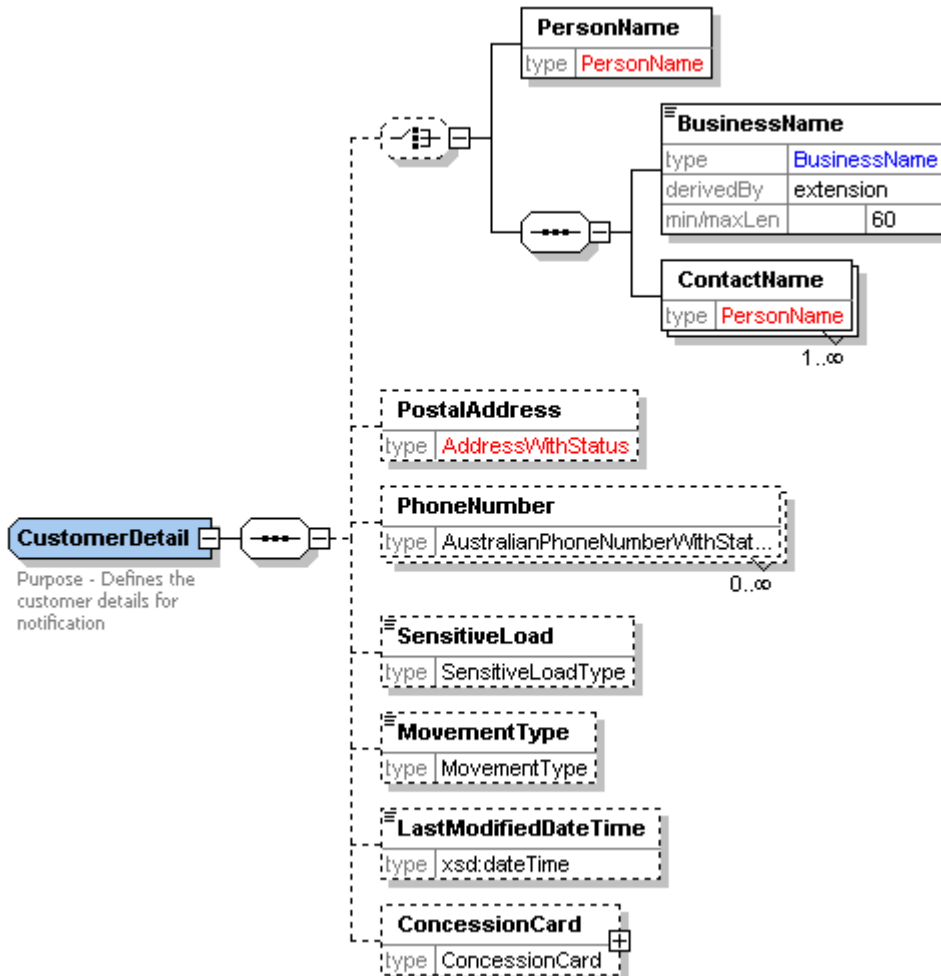 PersonName
type PersonName
BusinessName
type BusinessName
derivedBy extension
min/maxLen 60
ContactName
type PersonName
1..∞
PostalAddress
type AddressWithStatus
PhoneNumber
type AustralianPhoneNumberWithStat...
0..∞
CustomerDetail
Purpose - Defines the
customer details for
notification
SensitiveLoad
type SensitiveLoadType
MovementType
type MovementType
LastModifiedDateTime
type xsd:dateTime
ConcessionCard
type ConcessionCard